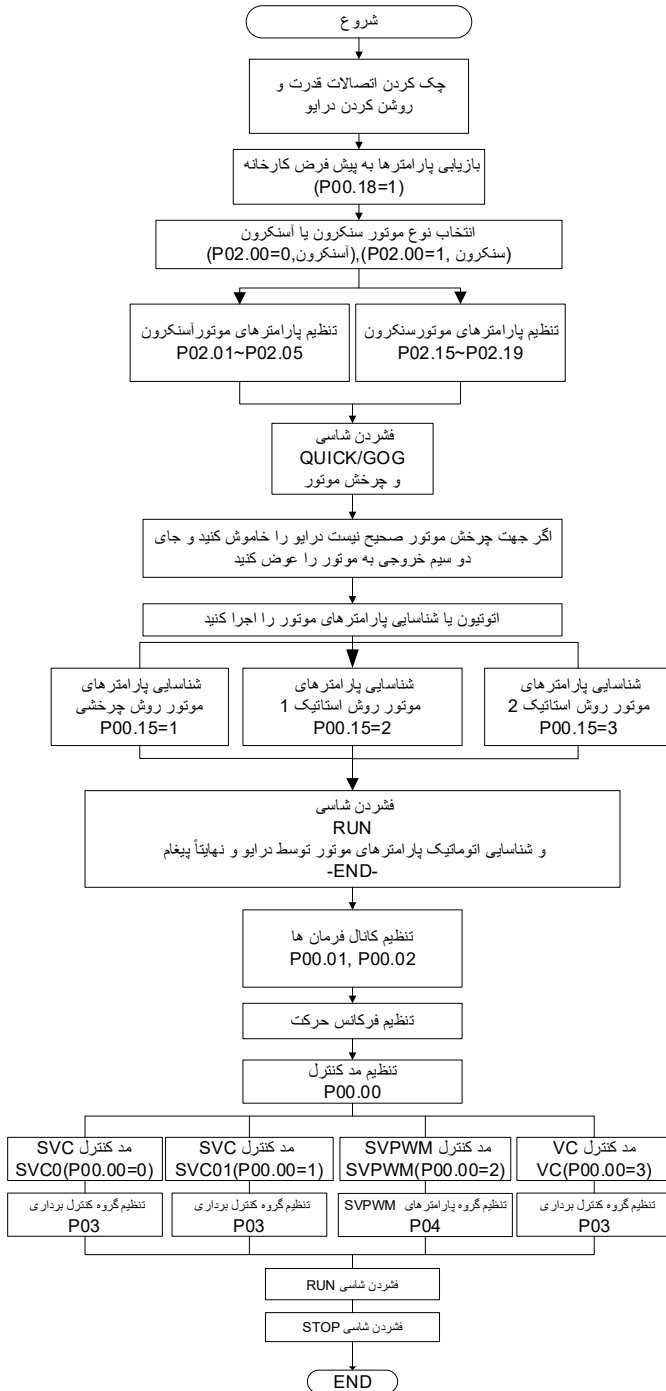 شروع
چک کردن اتصالات قدرت و
روشن کردن درایو
بازیابی پارامترها به پیش فرض کارخانه
(P00.18=1)
انتخاب نوع موتور سنکرون یا آسنکرون
(P02.00=0,آسنکرون),(P02.00=1, سنکرون)
تنظیم پارامترهای موتورسنکرون
P02.15~P02.19
تنظیم پارامترهای موتورآسنکرون
P02.01~P02.05
فشردن شاسی
QUICK/GOG
و چرخش موتور
اگر جهت چرخش موتور صحیح نیست درایو را خاموش کنید و جای
دو سیم خروجی به موتور را عوض کنید
اتوتیون یا شناسایی پارامترهای موتور را اجرا کنید
شناسایی پارامترهای
موتور روش استاتیک 2
P00.15=3
شناسایی پارامترهای
موتور روش استاتیک 1
P00.15=2
شناسایی پارامترهای
موتور روش چرخشی
P00.15=1
فشردن شاسی
RUN
و شناسایی اتوماتیک پارامترهای موتور توسط درایو و نهایتاً پیغام
-END-
تنظیم کانال فرمان ها
P00.01, P00.02
تنظیم فرکانس حرکت
تنظیم مد کنترل
P00.00
مد کنترل VC
VC(P00.00=3)
مد کنترل SVPWM
SVPWM(P00.00=2)
مد کنترل SVC
SVC01(P00.00=1)
مد کنترل SVC
SVC0(P00.00=0)
تنظیم گروه کنترل برداری
P03
تنظیم گروه پارامترهای SVPWM
P04
تنظیم گروه کنترل برداری
P03
تنظیم گروه کنترل برداری
P03
فشردن شاسی RUN
فشردن شاسی STOP
END